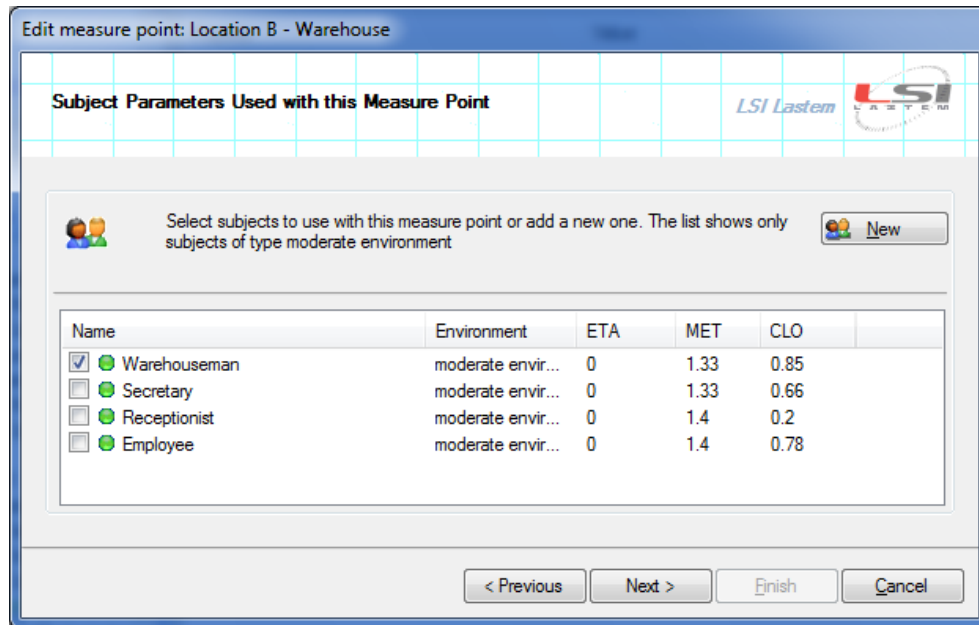 Edit measure point: Location B - Warehouse
Subject Parameters Used with this Measure Point
LSI Lastem
LSI
LASTEM
Select subjects to use with this measure point or add a new one. The list shows only
subjects of type moderate environment
New
Name Environment ETA MET CLO
Warehouseman moderate envir... 0 1.33 0.85
Secretary moderate envir... 0 1.33 0.66
Receptionist moderate envir... 0 1.4 0.2
Employee moderate envir... 0 1.4 0.78
< Previous Next > Finish Cancel